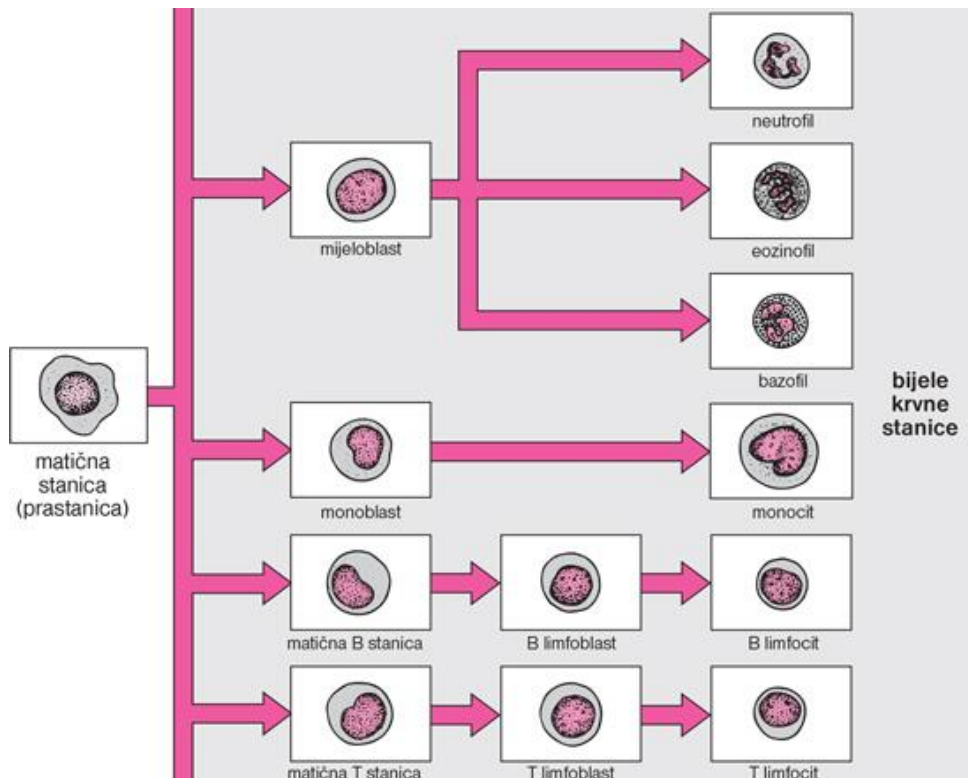 neutrofil
mijeloblast
eozinofil
bazofil
matična
stanica
(prastanica)
bijele
krvne
stanice
monoblast
monocit
matična B stanica
B limfoblast
B limfocit
matična T stanica
T limfoblast
T limfocit